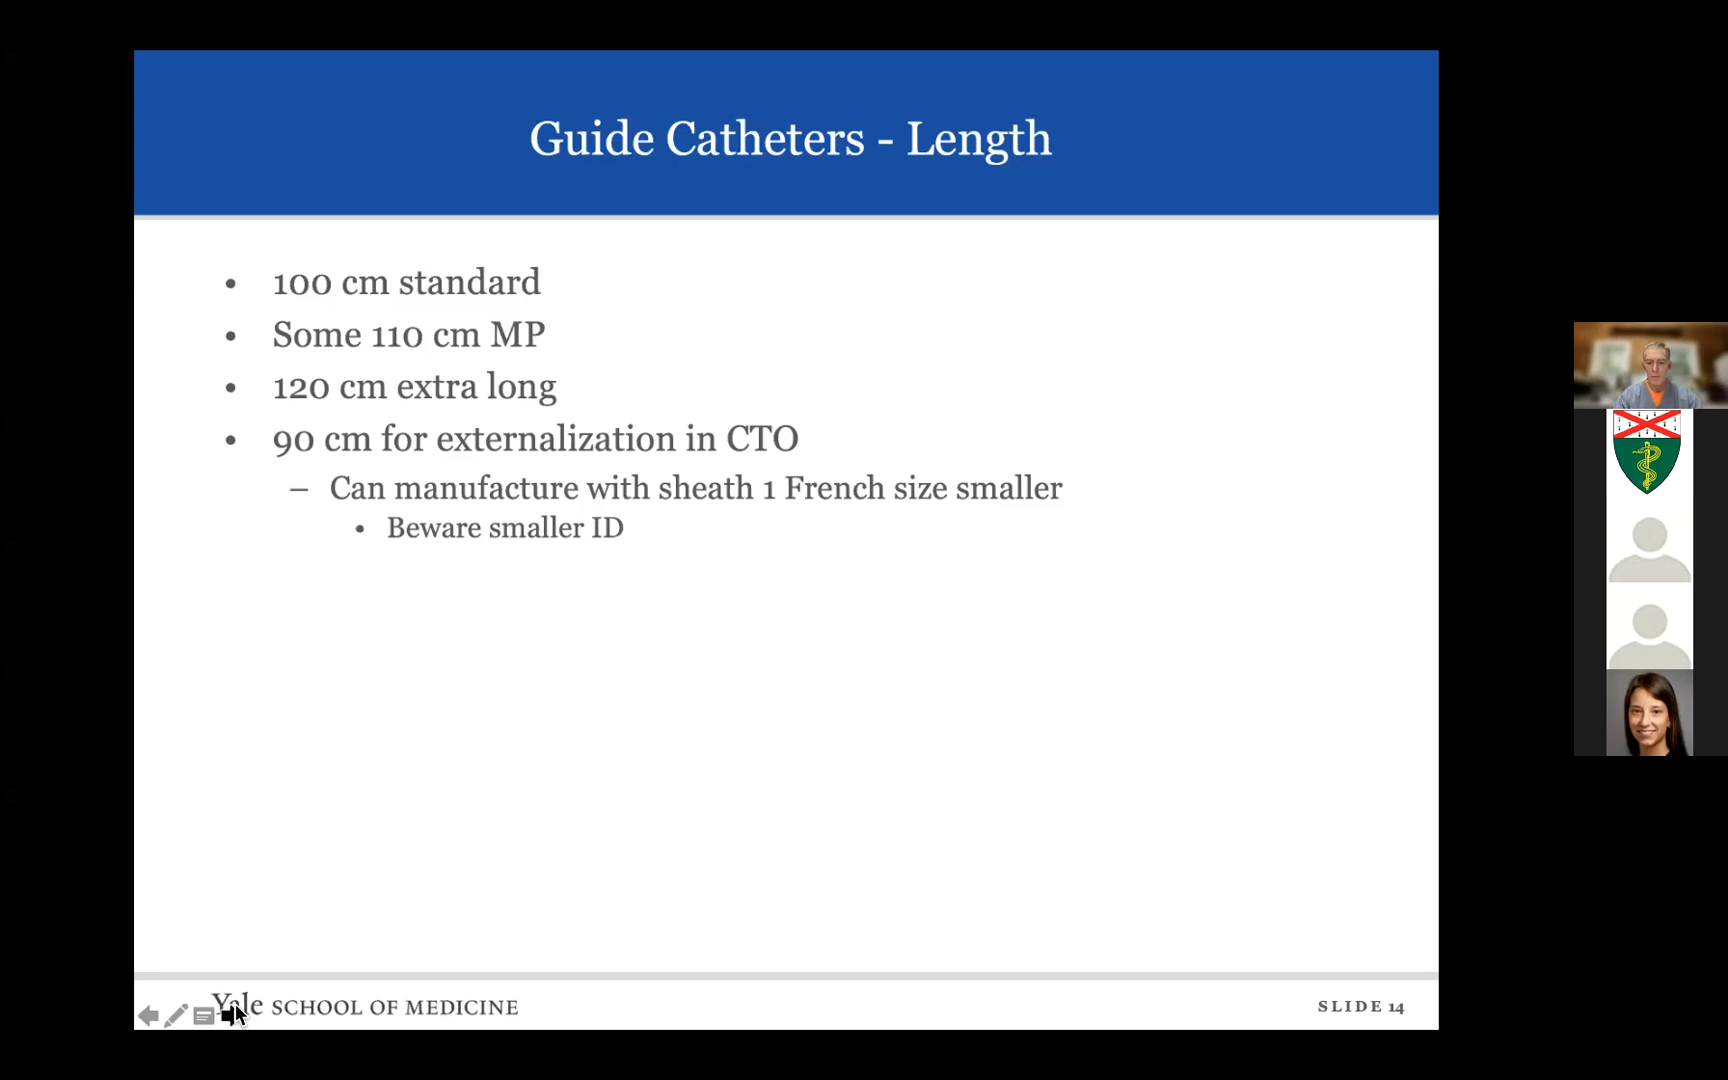 Guide Catheters - Length
• 100 cm standard
• Some 110 cm MP
• 120 cm extra long
• 90 cm for externalization in CTO
– Can manufacture with sheath 1 French size smaller
• Beware smaller ID
Yale SCHOOL OF MEDICINE
SLIDE 14